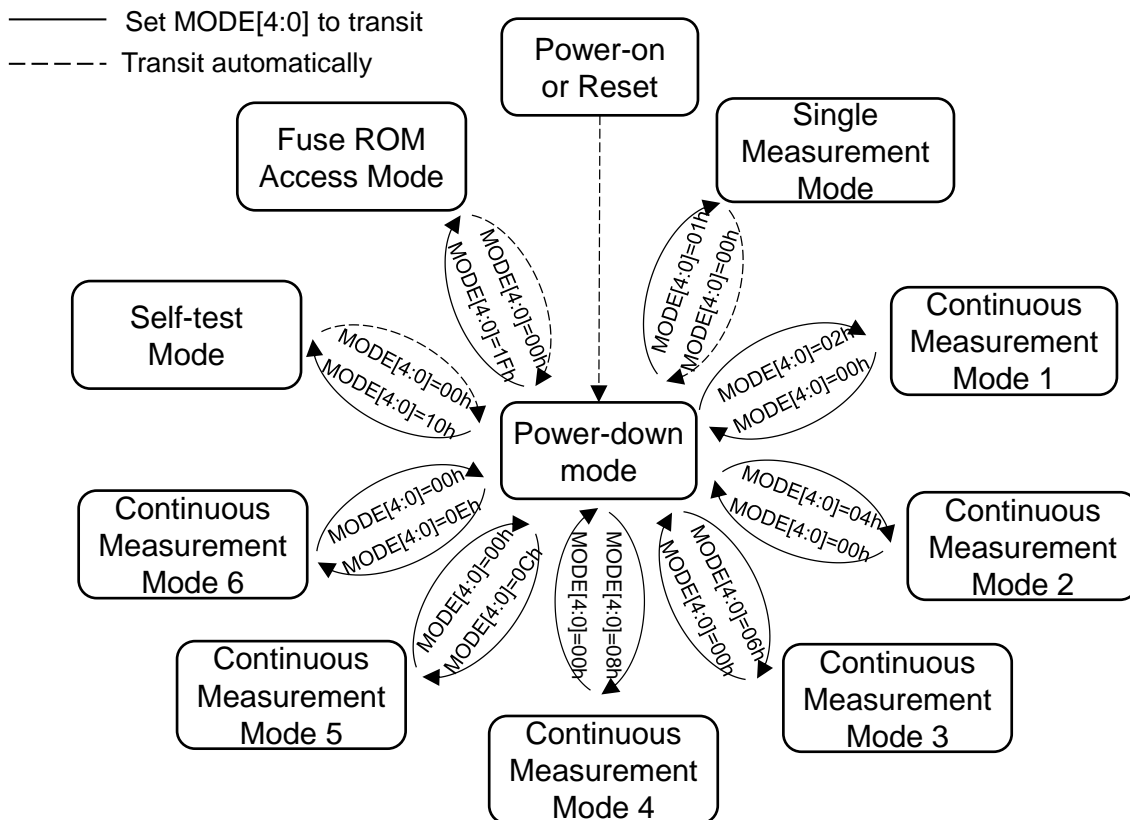 Set MODE[4:0] to transit
Transit automatically
Power-on
or Reset
Fuse ROM
Access Mode
Single
Measurement
Mode
MODE[4:0]=1Fh
MODE[4:0]=00h
MODE[4:0]=01h
MODE[4:0]=00h
Self-test
Mode
MODE[4:0]=00h
MODE[4:0]=10h
MODE[4:0]=02h
MODE[4:0]=00h
Continuous
Measurement
Mode 1
Power-down
mode
Continuous
Measurement
Mode 6
MODE[4:0]=00h
MODE[4:0]=0Eh
MODE[4:0]=04h
MODE[4:0]=00h
Continuous
Measurement
Mode 2
MODE[4:0]=00h
MODE[4:0]=0Ch
MODE[4:0]=00h
MODE[4:0]=08h
MODE[4:0]=00h
MODE[4:0]=06h
Continuous
Measurement
Mode 5
Continuous
Measurement
Mode 4
Continuous
Measurement
Mode 3